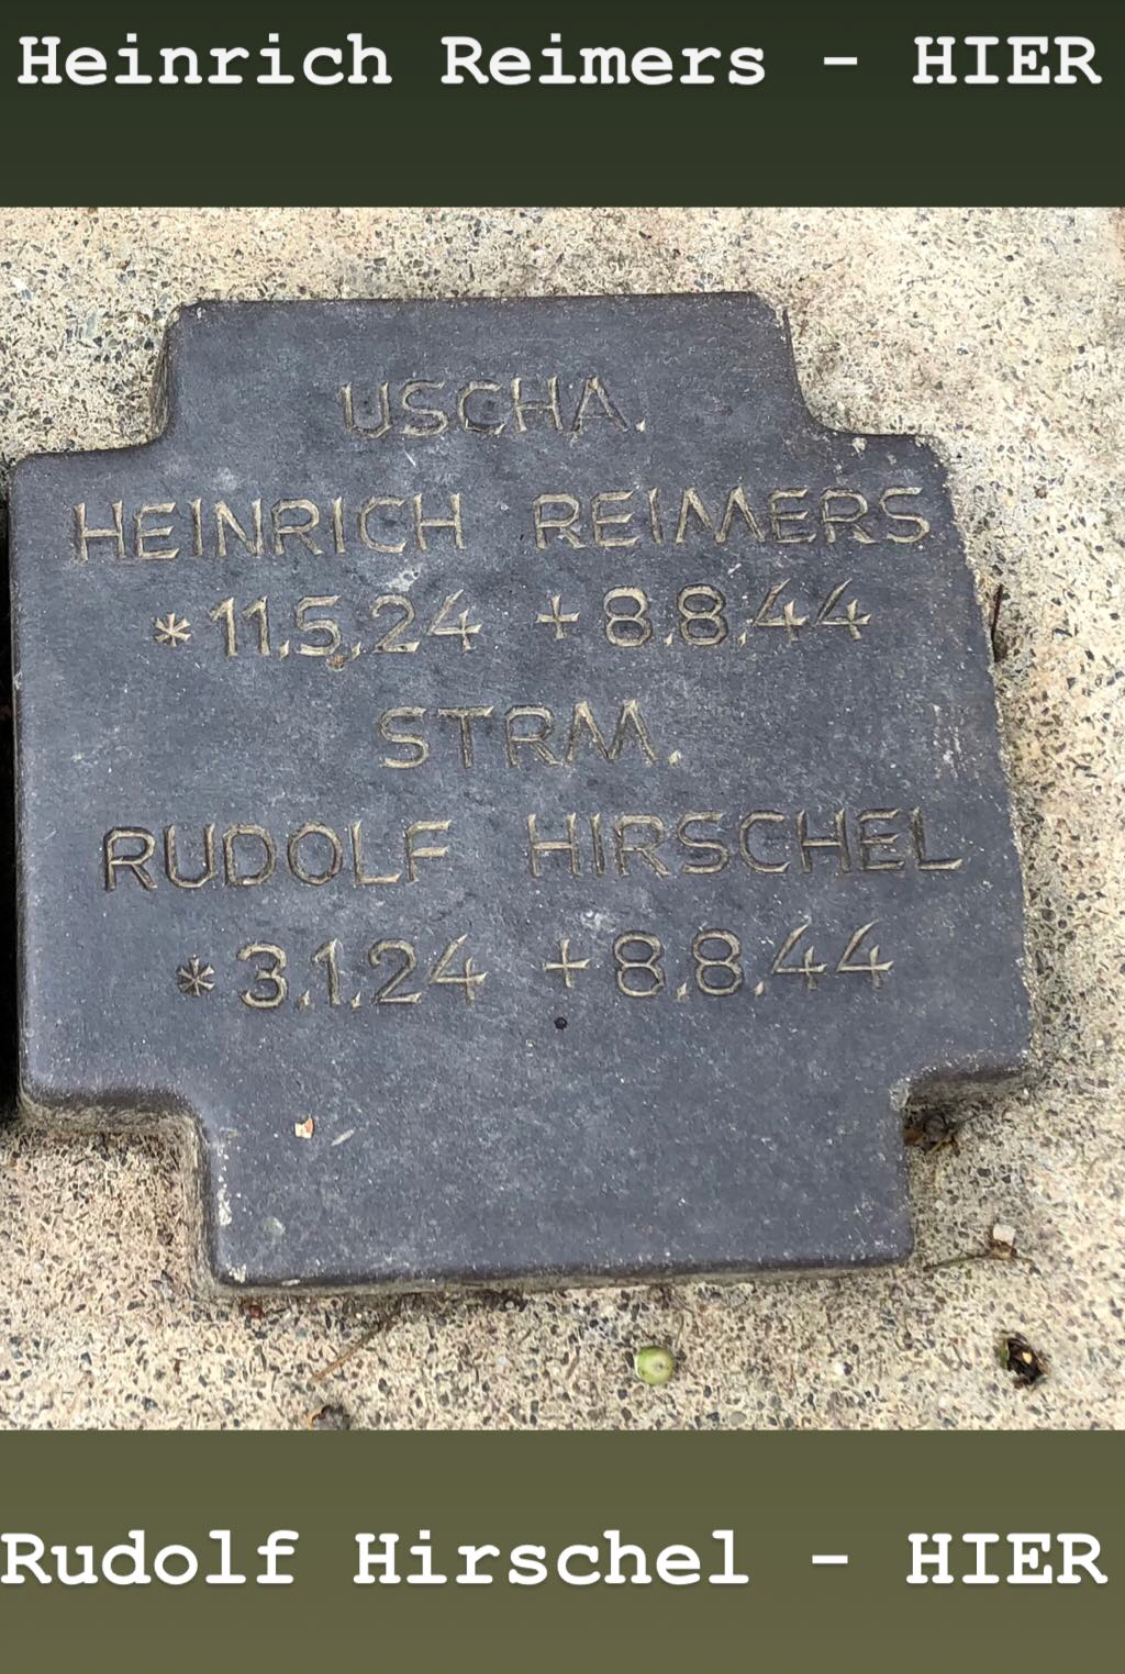 Heinrich Reimers - HIER
USCHA.
HEINRICH REIMERS
*11.5.24 +8.8.44
STRM.
RUDOLF HIRSCHEL
*3.1.24 +8.8.44
Rudolf Hirschel - HIER